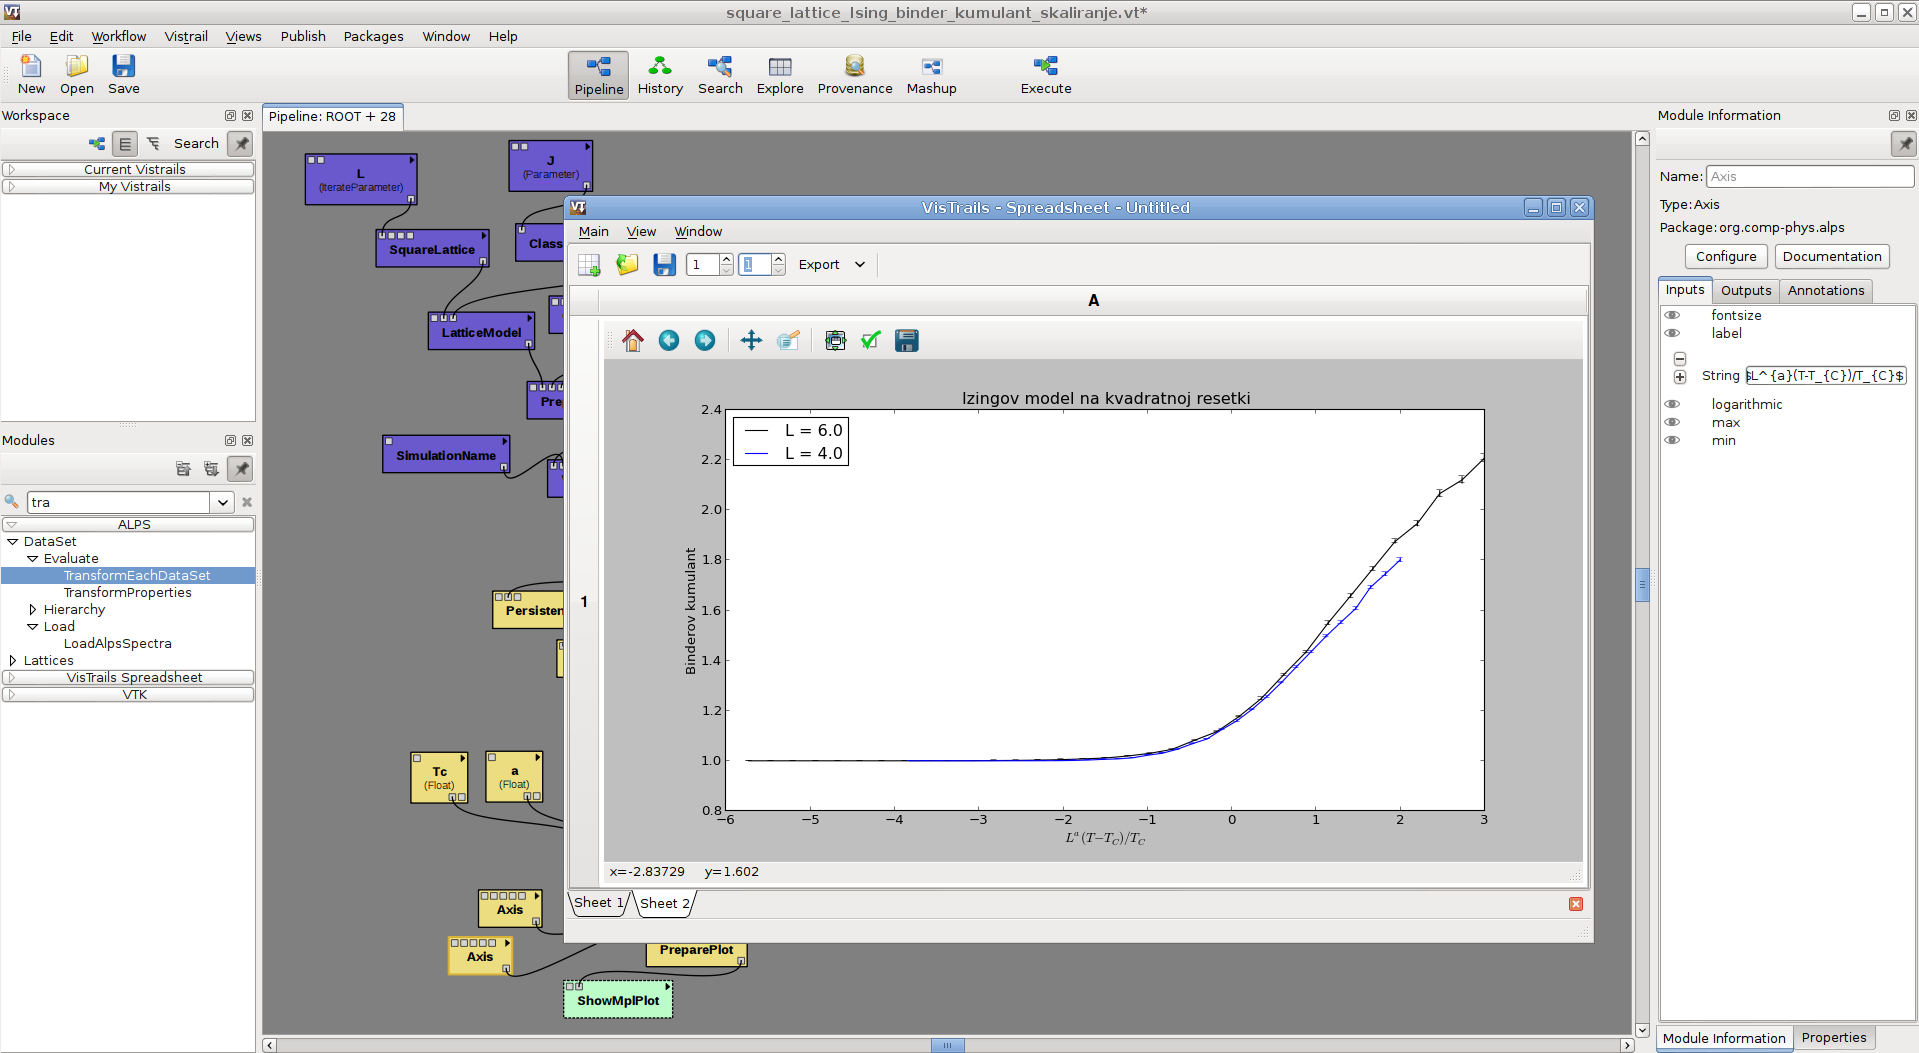 square_lattice_Ising_binder_kumulant_skaliranje.vt*
File Edit Workflow Vistrail Views Publish Packages Window Help
New Open Save Pipeline History Search Explore Provenance Mashup Execute
Workspace
Search
Current Vistrails
My Vistrails
Modules
tra
ALPS
DataSet
Evaluate
TransformEachDataSet
TransformProperties
Hierarchy
Load
LoadAlpsSpectra
Lattices
VisTrails Spreadsheet
VTK
Pipeline: ROOT + 28
L
(IterateParameter)
J
(Parameter)
SquareLattice
Class
LatticeModel
Pre
SimulationName
Persisten
Tc
(Float)
a
(Float)
Axis
Axis
PreparePlot
ShowMplPlot
VisTrails - Spreadsheet - Untitled
Main View Window
1 1 Export
A
1
Izingov model na kvadratnoj resetki
L = 6.0
L = 4.0
2.4
2.2
2.0
1.8
1.6
1.4
1.2
1.0
0.8
Binderov kumulant
−6 −5 −4 −3 −2 −1 0 1 2 3
L^a(T−T_C)/T_C
x=-2.83729 y=1.602
Sheet 1 Sheet 2
Module Information
Name: Axis
Type: Axis
Package: org.comp-phys.alps
Configure Documentation
Inputs Outputs Annotations
fontsize
label
String $L^{a}(T-T_{C})/T_{C}$
logarithmic
max
min
Module Information Properties